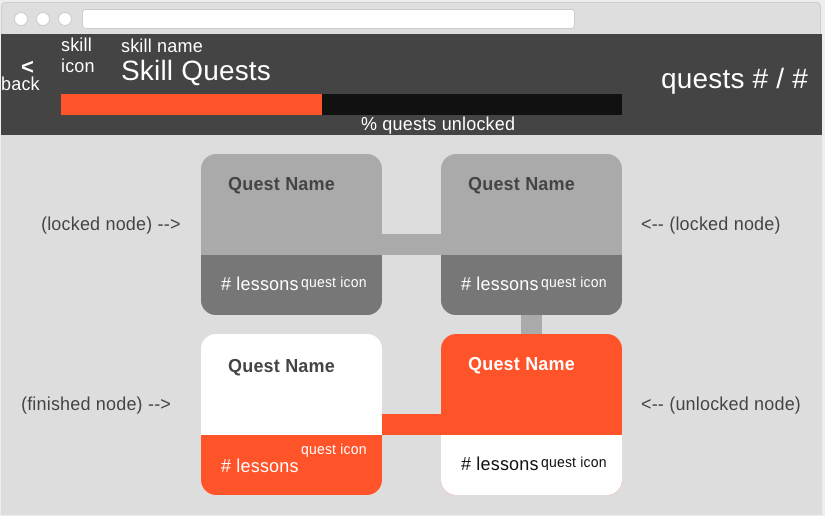 <
back
skill
icon
skill name
Skill Quests
quests # / #
% quests unlocked
Quest Name
Quest Name
(locked node) -->
<-- (locked node)
# lessons
quest icon
# lessons
quest icon
Quest Name
Quest Name
(finished node) -->
<-- (unlocked node)
# lessons
quest icon
# lessons
quest icon